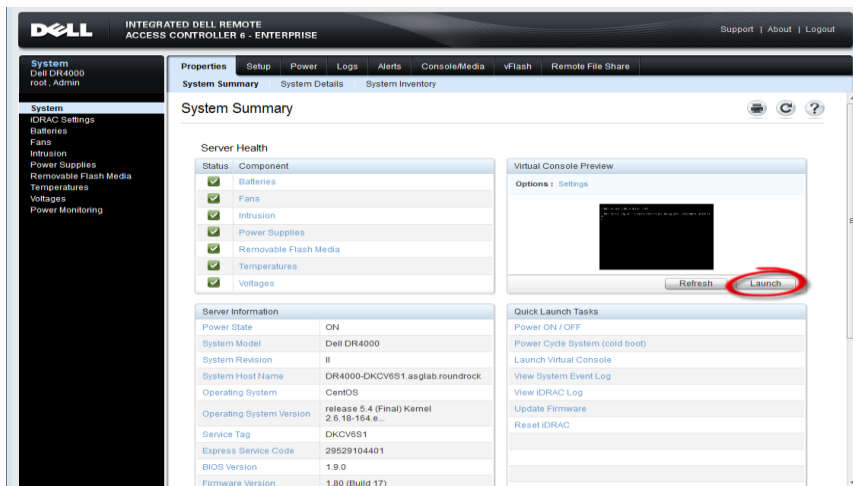 DELL
INTEGRATED DELL REMOTE
ACCESS CONTROLLER 6 - ENTERPRISE
Support | About | Logout
System
Dell DR4000
root , Admin
System
iDRAC Settings
Batteries
Fans
Intrusion
Power Supplies
Removable Flash Media
Temperatures
Voltages
Power Monitoring
Properties Setup Power Logs Alerts Console/Media vFlash Remote File Share
System Summary System Details System Inventory
System Summary
?
Server Health
Status Component
Batteries
Fans
Intrusion
Power Supplies
Removable Flash Media
Temperatures
Voltages
Virtual Console Preview
Options : Settings
Refresh Launch
Server Information
Power State ON
System Model Dell DR4000
System Revision II
System Host Name DR4000-DKCV6S1.asglab.roundrock
Operating System CentOS
Operating System Version release 5.4 (Final) Kernel
2.6.18-164.e...
Service Tag DKCV6S1
Express Service Code 29529104401
BIOS Version 1.9.0
Firmware Version 1.80 (Build 17)
Quick Launch Tasks
Power ON / OFF
Power Cycle System (cold boot)
Launch Virtual Console
View System Event Log
View iDRAC Log
Update Firmware
Reset iDRAC